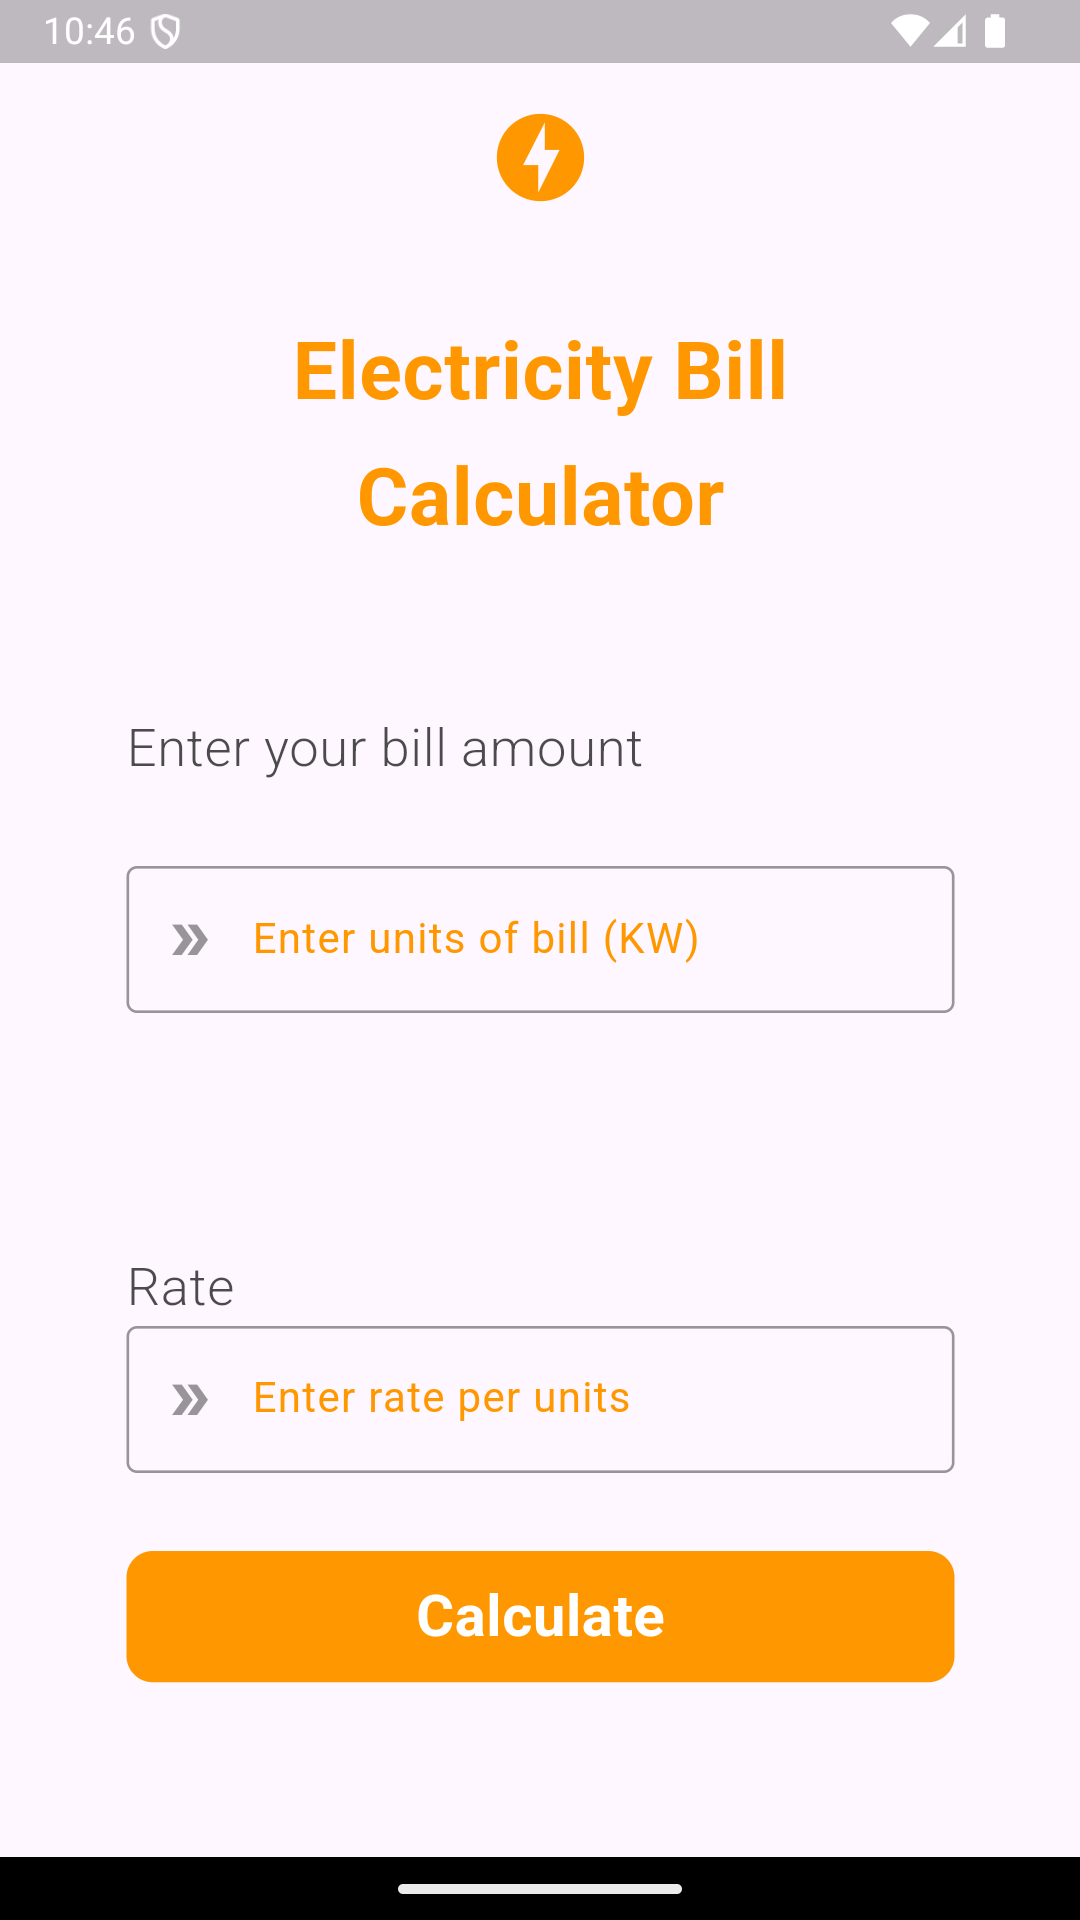 10:46
Electricity Bill
Calculator
Enter your bill amount
Enter units of bill (KW)
Rate
Enter rate per units
Calculate